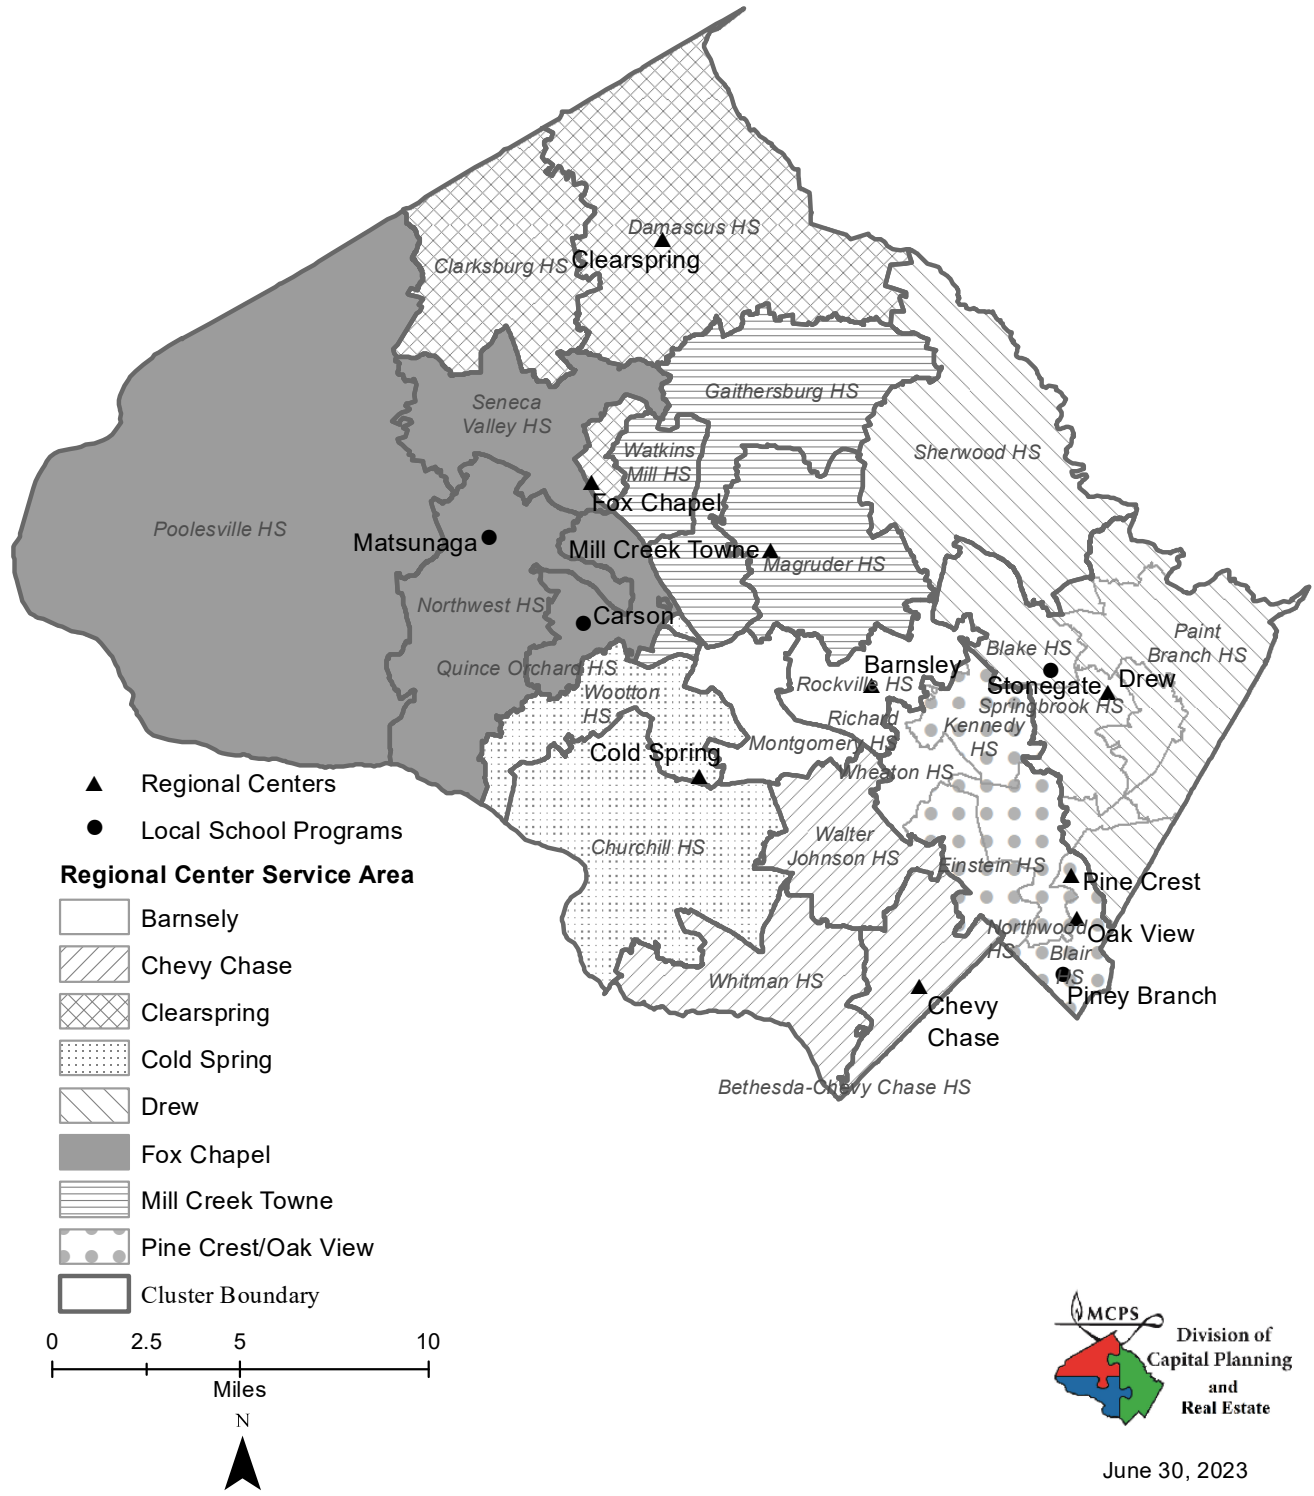 Damascus HS
Clarksburg HS
Clearspring
Gaithersburg HS
Seneca
Valley HS
Watkins
Mill HS
Sherwood HS
Fox Chapel
Poolesville HS
Matsunaga
Mill Creek Towne
Magruder HS
Northwest HS
Carson
Paint
Branch HS
Blake HS
Quince Orchard HS
Barnsley
Rockville HS
Stonegate
Drew
Wootton
HS
Springbrook HS
Richard
Montgomery HS
Kennedy
HS
Cold Spring
Wheaton HS
Regional Centers
Local School Programs
Churchill HS
Walter
Johnson HS
Einstein HS
Pine Crest
Northwood
HS
Oak View
Blair
HS
Whitman HS
Piney Branch
Chevy
Chase
Bethesda-Chevy Chase HS
Regional Center Service Area
Barnsely
Chevy Chase
Clearspring
Cold Spring
Drew
Fox Chapel
Mill Creek Towne
Pine Crest/Oak View
Cluster Boundary
0 2.5 5 10
Miles
N
MCPS
Division of
Capital Planning
and
Real Estate
June 30, 2023